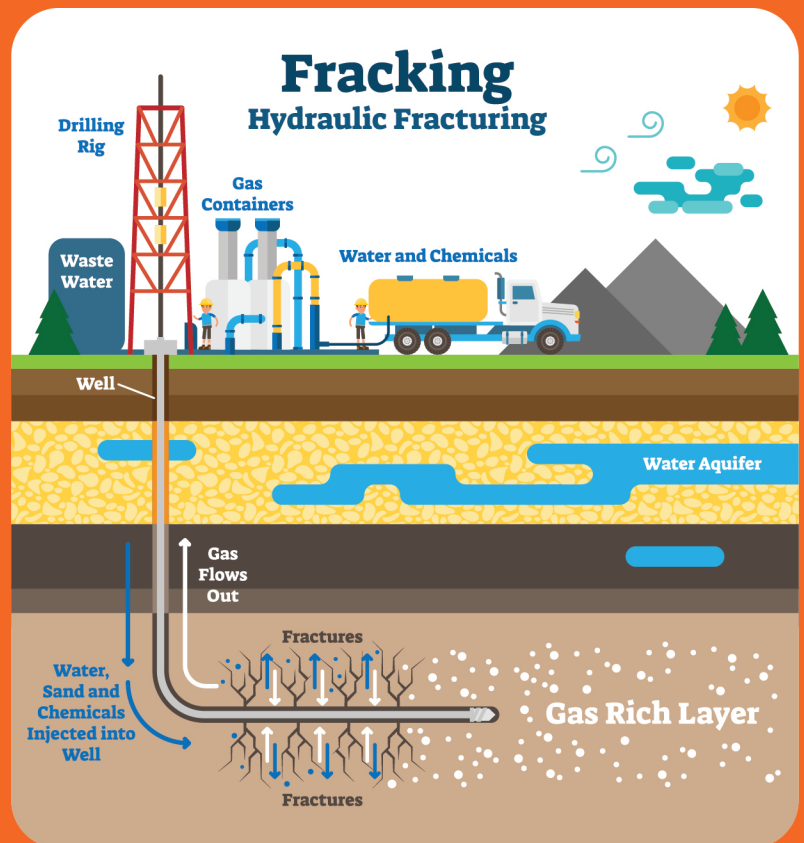 Fracking
Hydraulic Fracturing
Drilling
Rig
Gas
Containers
Water and Chemicals
Waste
Water
Well
Water Aquifer
Gas
Flows
Out
Fractures
Water,
Sand and
Chemicals
Injected into
Well
Gas Rich Layer
Fractures